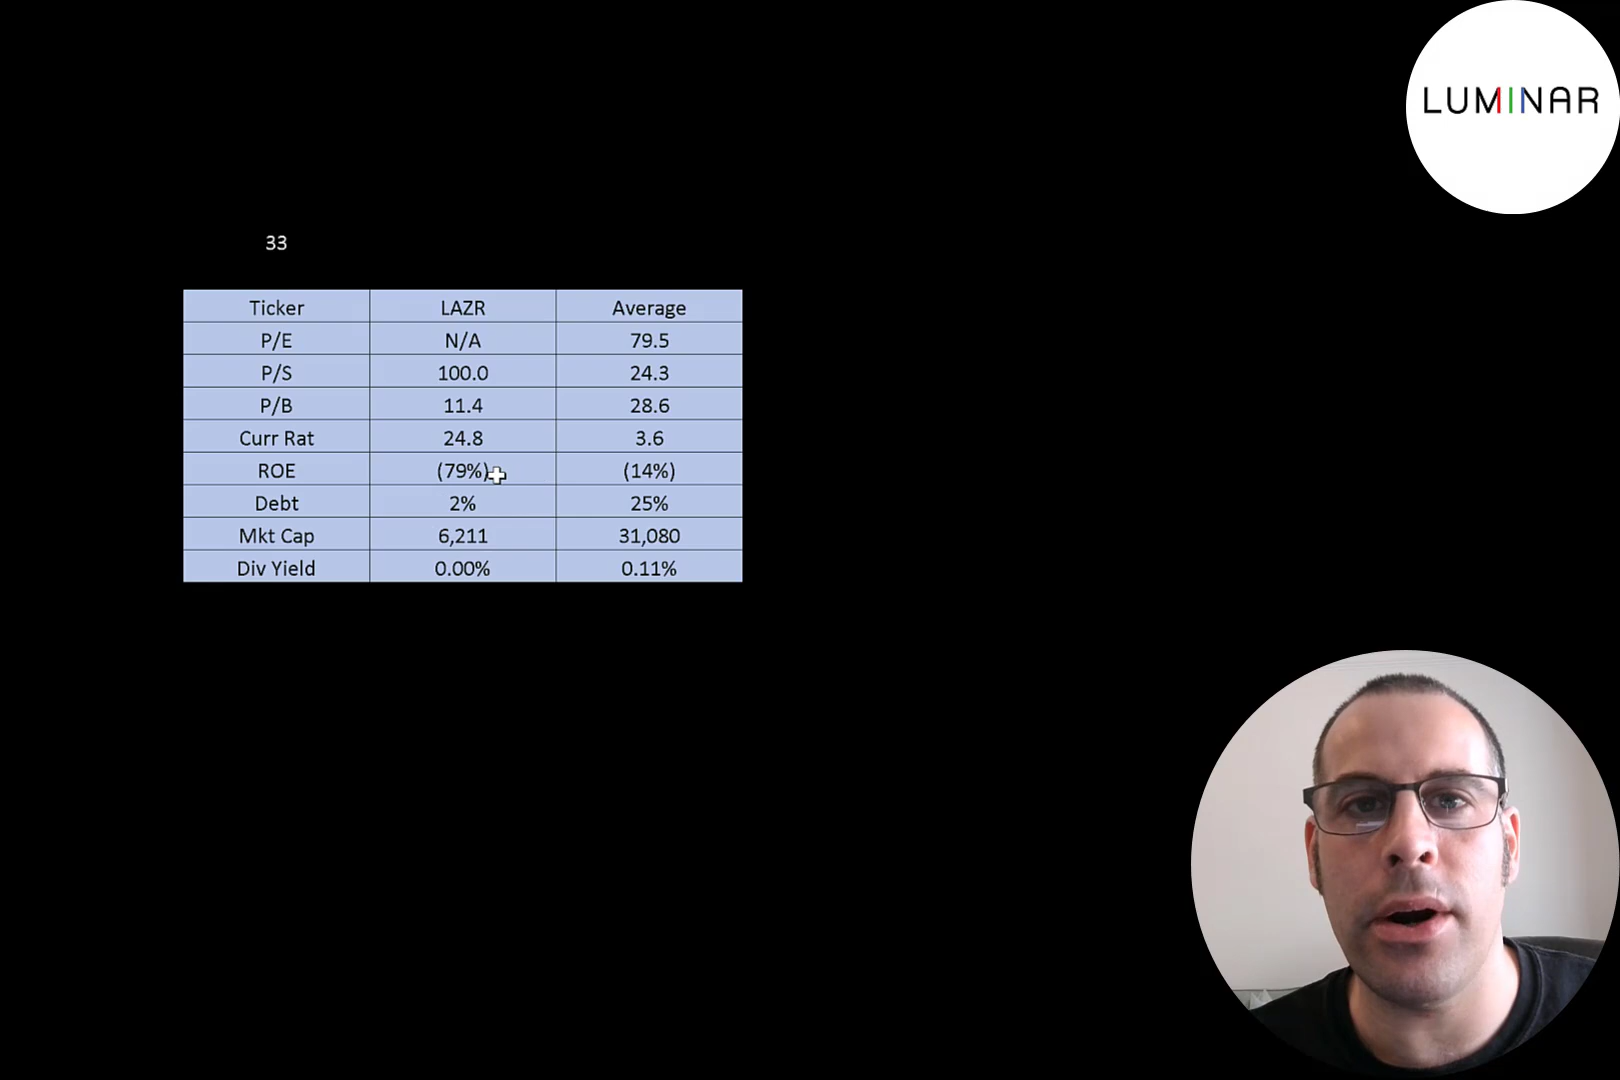 LUMINAR
33
Ticker LAZR Average
P/E N/A 79.5
P/S 100.0 24.3
P/B 11.4 28.6
Curr Rat 24.8 3.6
ROE (79%) (14%)
Debt 2% 25%
Mkt Cap 6,211 31,080
Div Yield 0.00% 0.11%